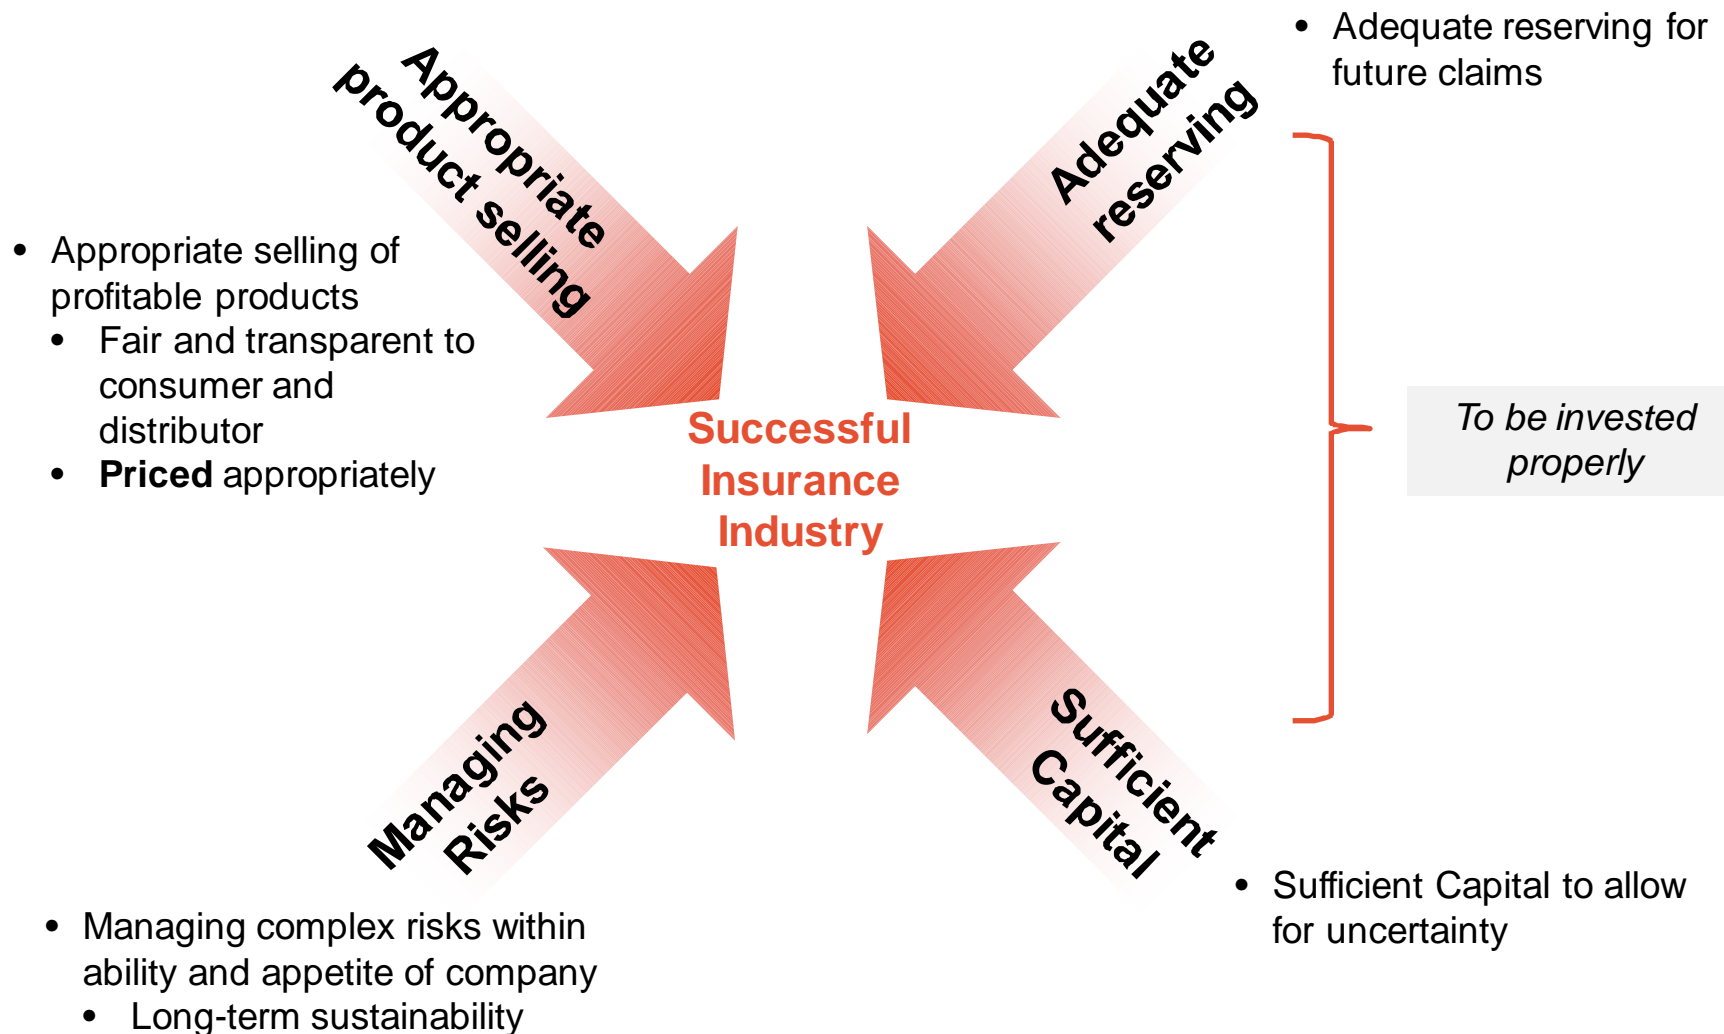 Appropriate
product selling
Adequate
reserving
• Adequate reserving for
future claims
• Appropriate selling of
profitable products
• Fair and transparent to
consumer and
distributor
• Priced appropriately
Successful
Insurance
Industry
To be invested
properly
Managing
Risks
Sufficient
Capital
• Managing complex risks within
ability and appetite of company
• Long-term sustainability
• Sufficient Capital to allow
for uncertainty